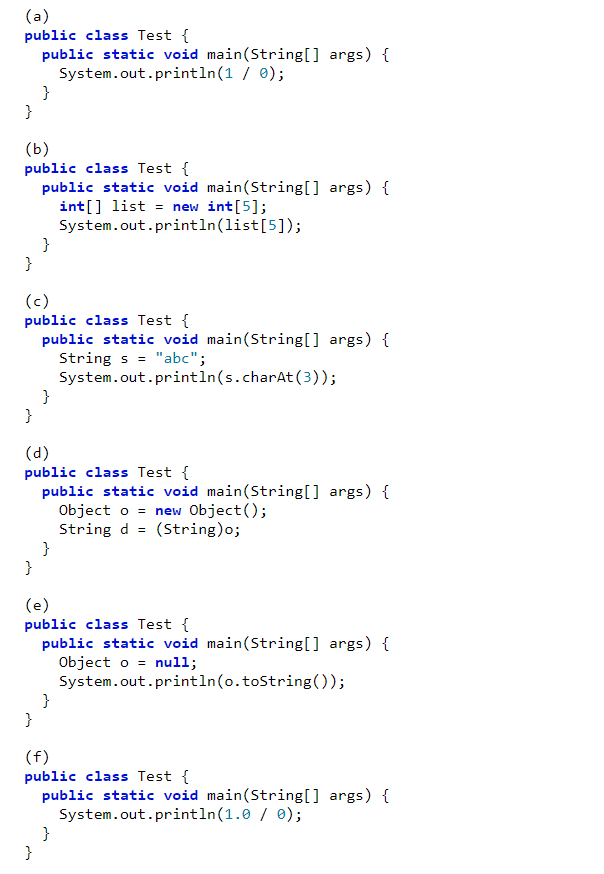 (a)
public class Test {
  public static void main(String[] args) {
    System.out.println(1 / 0);
  }
}

(b)
public class Test {
  public static void main(String[] args) {
    int[] list = new int[5];
    System.out.println(list[5]);
  }
}

(c)
public class Test {
  public static void main(String[] args) {
    String s = "abc";
    System.out.println(s.charAt(3));
  }
}

(d)
public class Test {
  public static void main(String[] args) {
    Object o = new Object();
    String d = (String)o;
  }
}

(e)
public class Test {
  public static void main(String[] args) {
    Object o = null;
    System.out.println(o.toString());
  }
}

(f)
public class Test {
  public static void main(String[] args) {
    System.out.println(1.0 / 0);
  }
}